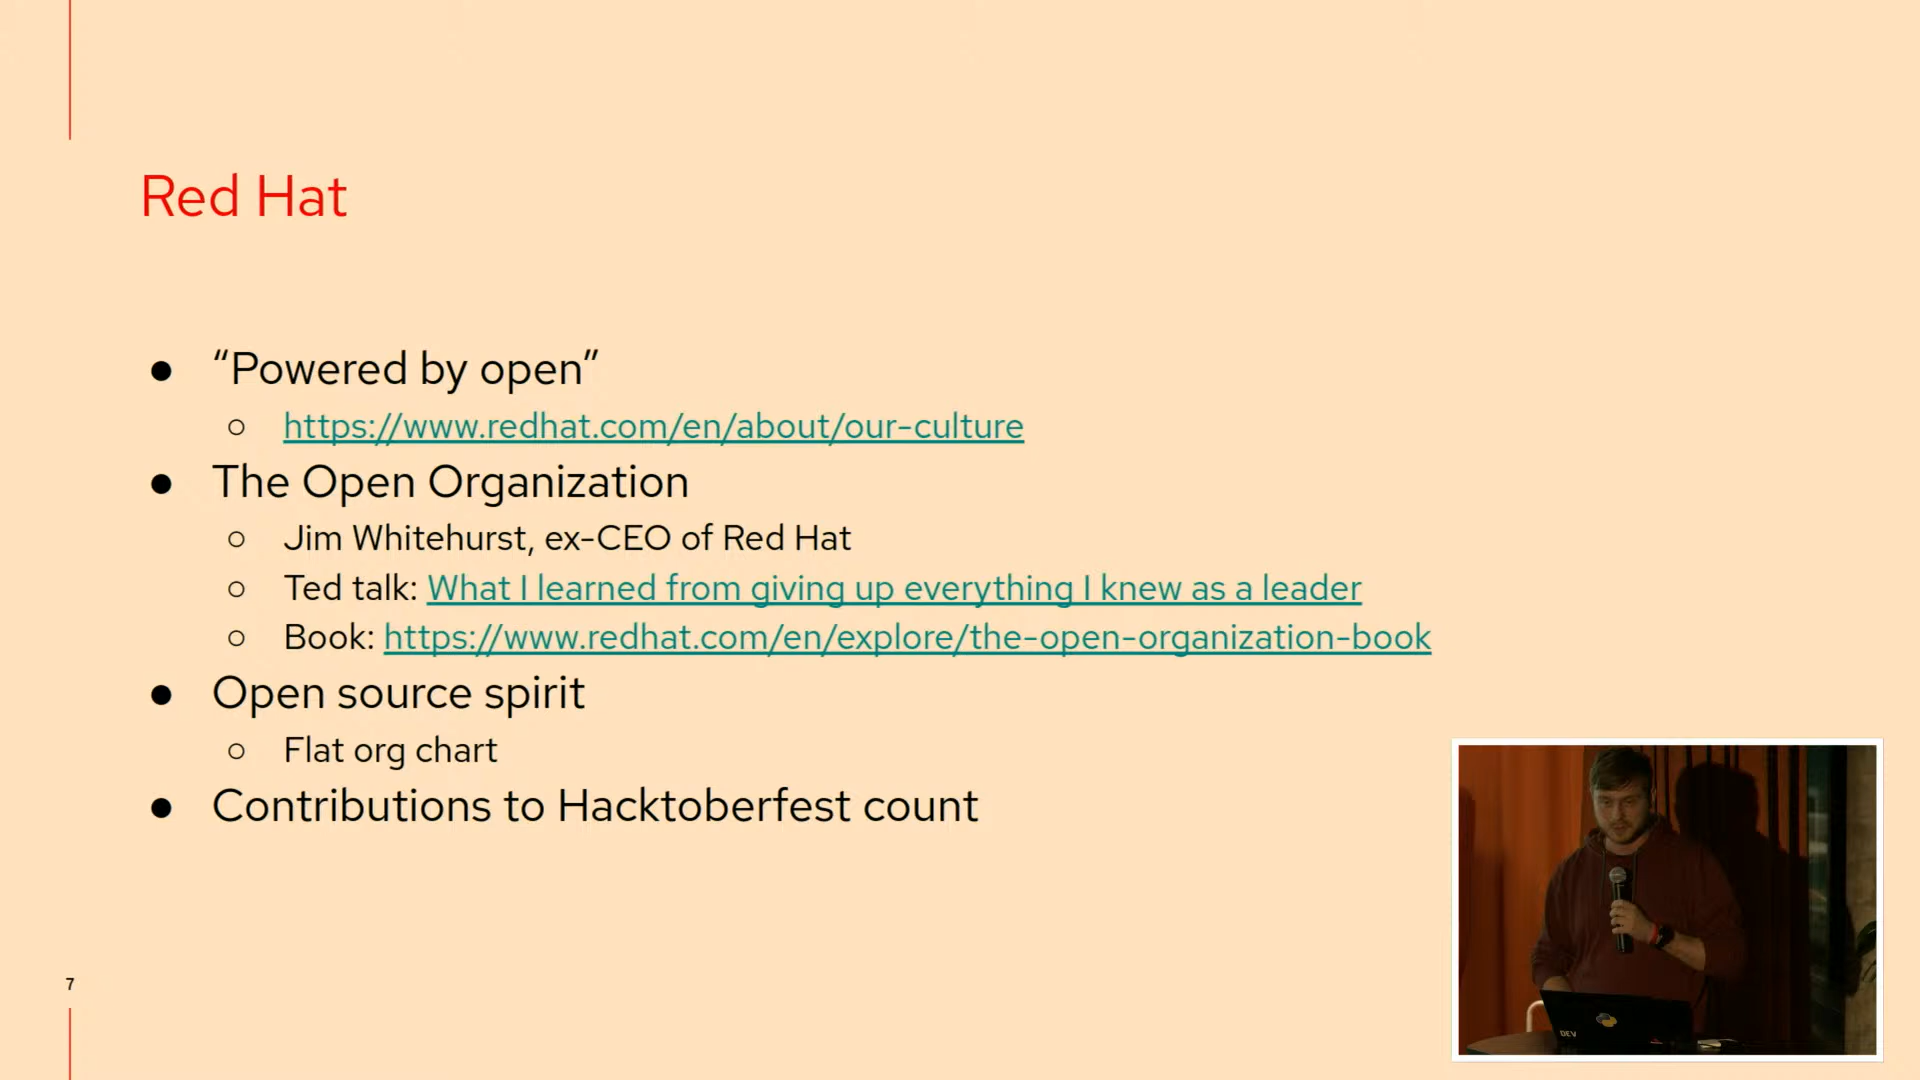 Red Hat
“Powered by open”
https://www.redhat.com/en/about/our-culture
The Open Organization
Jim Whitehurst, ex-CEO of Red Hat
Ted talk: What I learned from giving up everything I knew as a leader
Book: https://www.redhat.com/en/explore/the-open-organization-book
Open source spirit
Flat org chart
Contributions to Hacktoberfest count
7
DEV